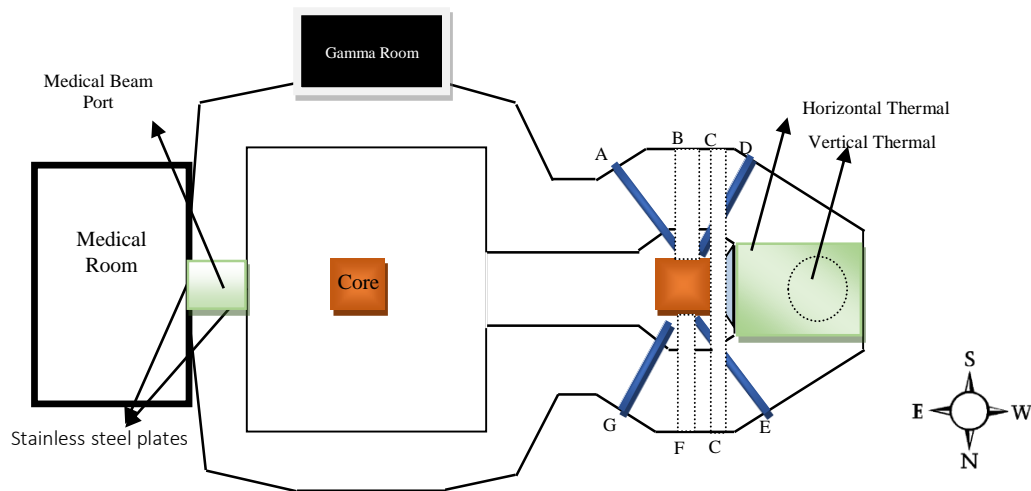 Gamma Room
Medical Beam
Port
Horizontal Thermal
Vertical Thermal
B
C
D
A
Medical
Room
Core
G
F
C
E
Stainless steel plates
S
E
W
N